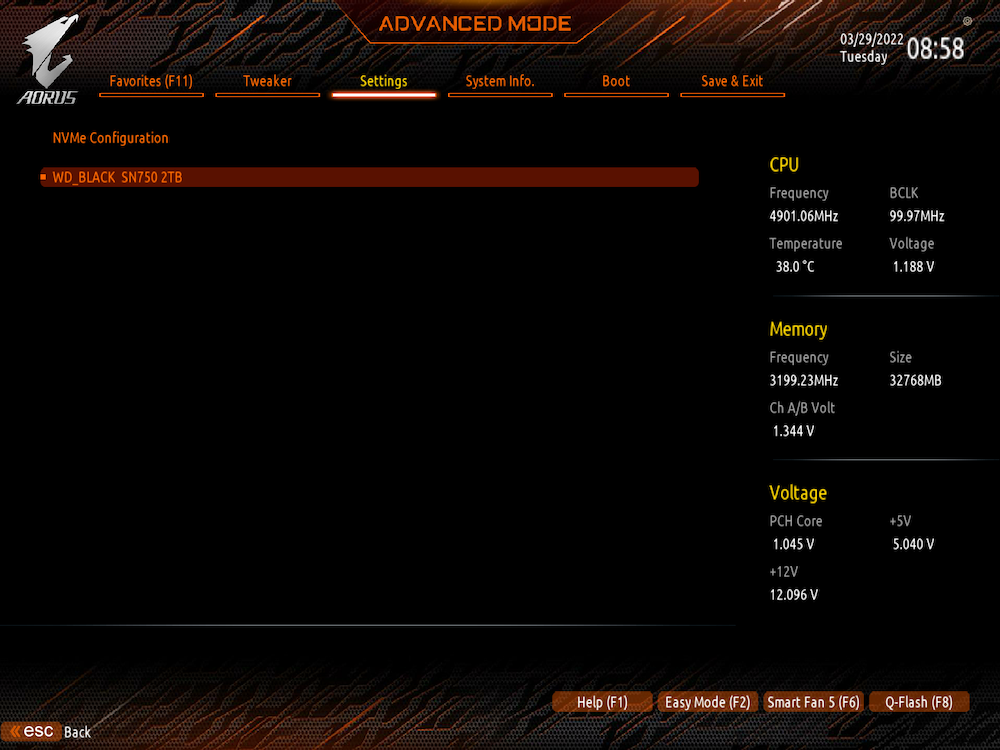 ADVANCED MODE
03/29/2022
Tuesday
08:58
AORUS
Favorites (F11) Tweaker Settings System Info. Boot Save & Exit
NVMe Configuration
WD_BLACK SN750 2TB
CPU
Frequency BCLK
4901.06MHz 99.97MHz
Temperature Voltage
38.0 °C 1.188 V
Memory
Frequency Size
3199.23MHz 32768MB
Ch A/B Volt
1.344 V
Voltage
PCH Core +5V
1.045 V 5.040 V
+12V
12.096 V
Help (F1) Easy Mode (F2) Smart Fan 5 (F6) Q-Flash (F8)
«esc Back